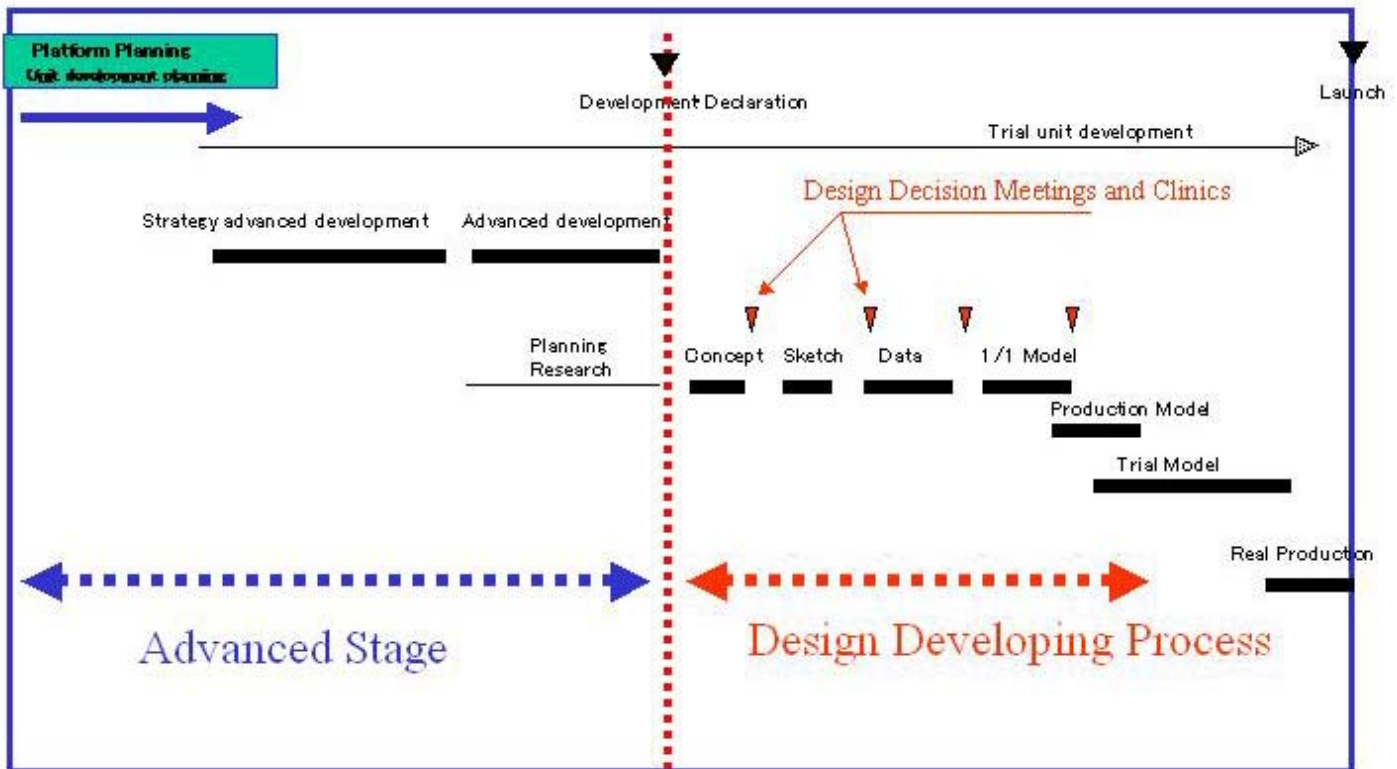 Platform Planning
Unit development planning
Launch
Development Declaration
Trial unit development
Design Decision Meetings and Clinics
Strategy advanced development
Advanced development
Planning
Research
Concept
Sketch
Data
1/1 Model
Production Model
Trial Model
Real Production
Advanced Stage
Design Developing Process